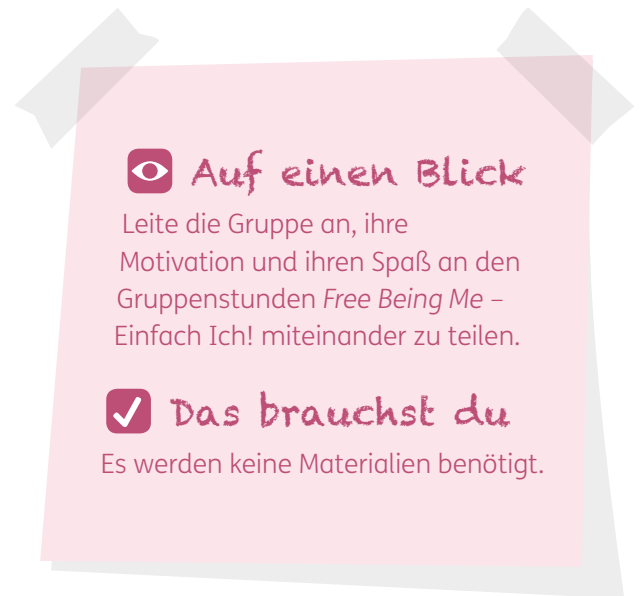 Auf einen Blick
Leite die Gruppe an, ihre
Motivation und ihren Spaß an den
Gruppenstunden Free Being Me –
Einfach Ich! miteinander zu teilen.
Das brauchst du
Es werden keine Materialien benötigt.